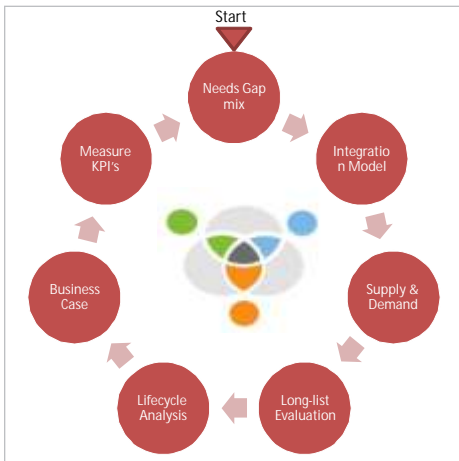 Start
Needs Gap
mix
Integratio
n Model
Supply &
Demand
Long-list
Evaluation
Lifecycle
Analysis
Business
Case
Measure
KPI's